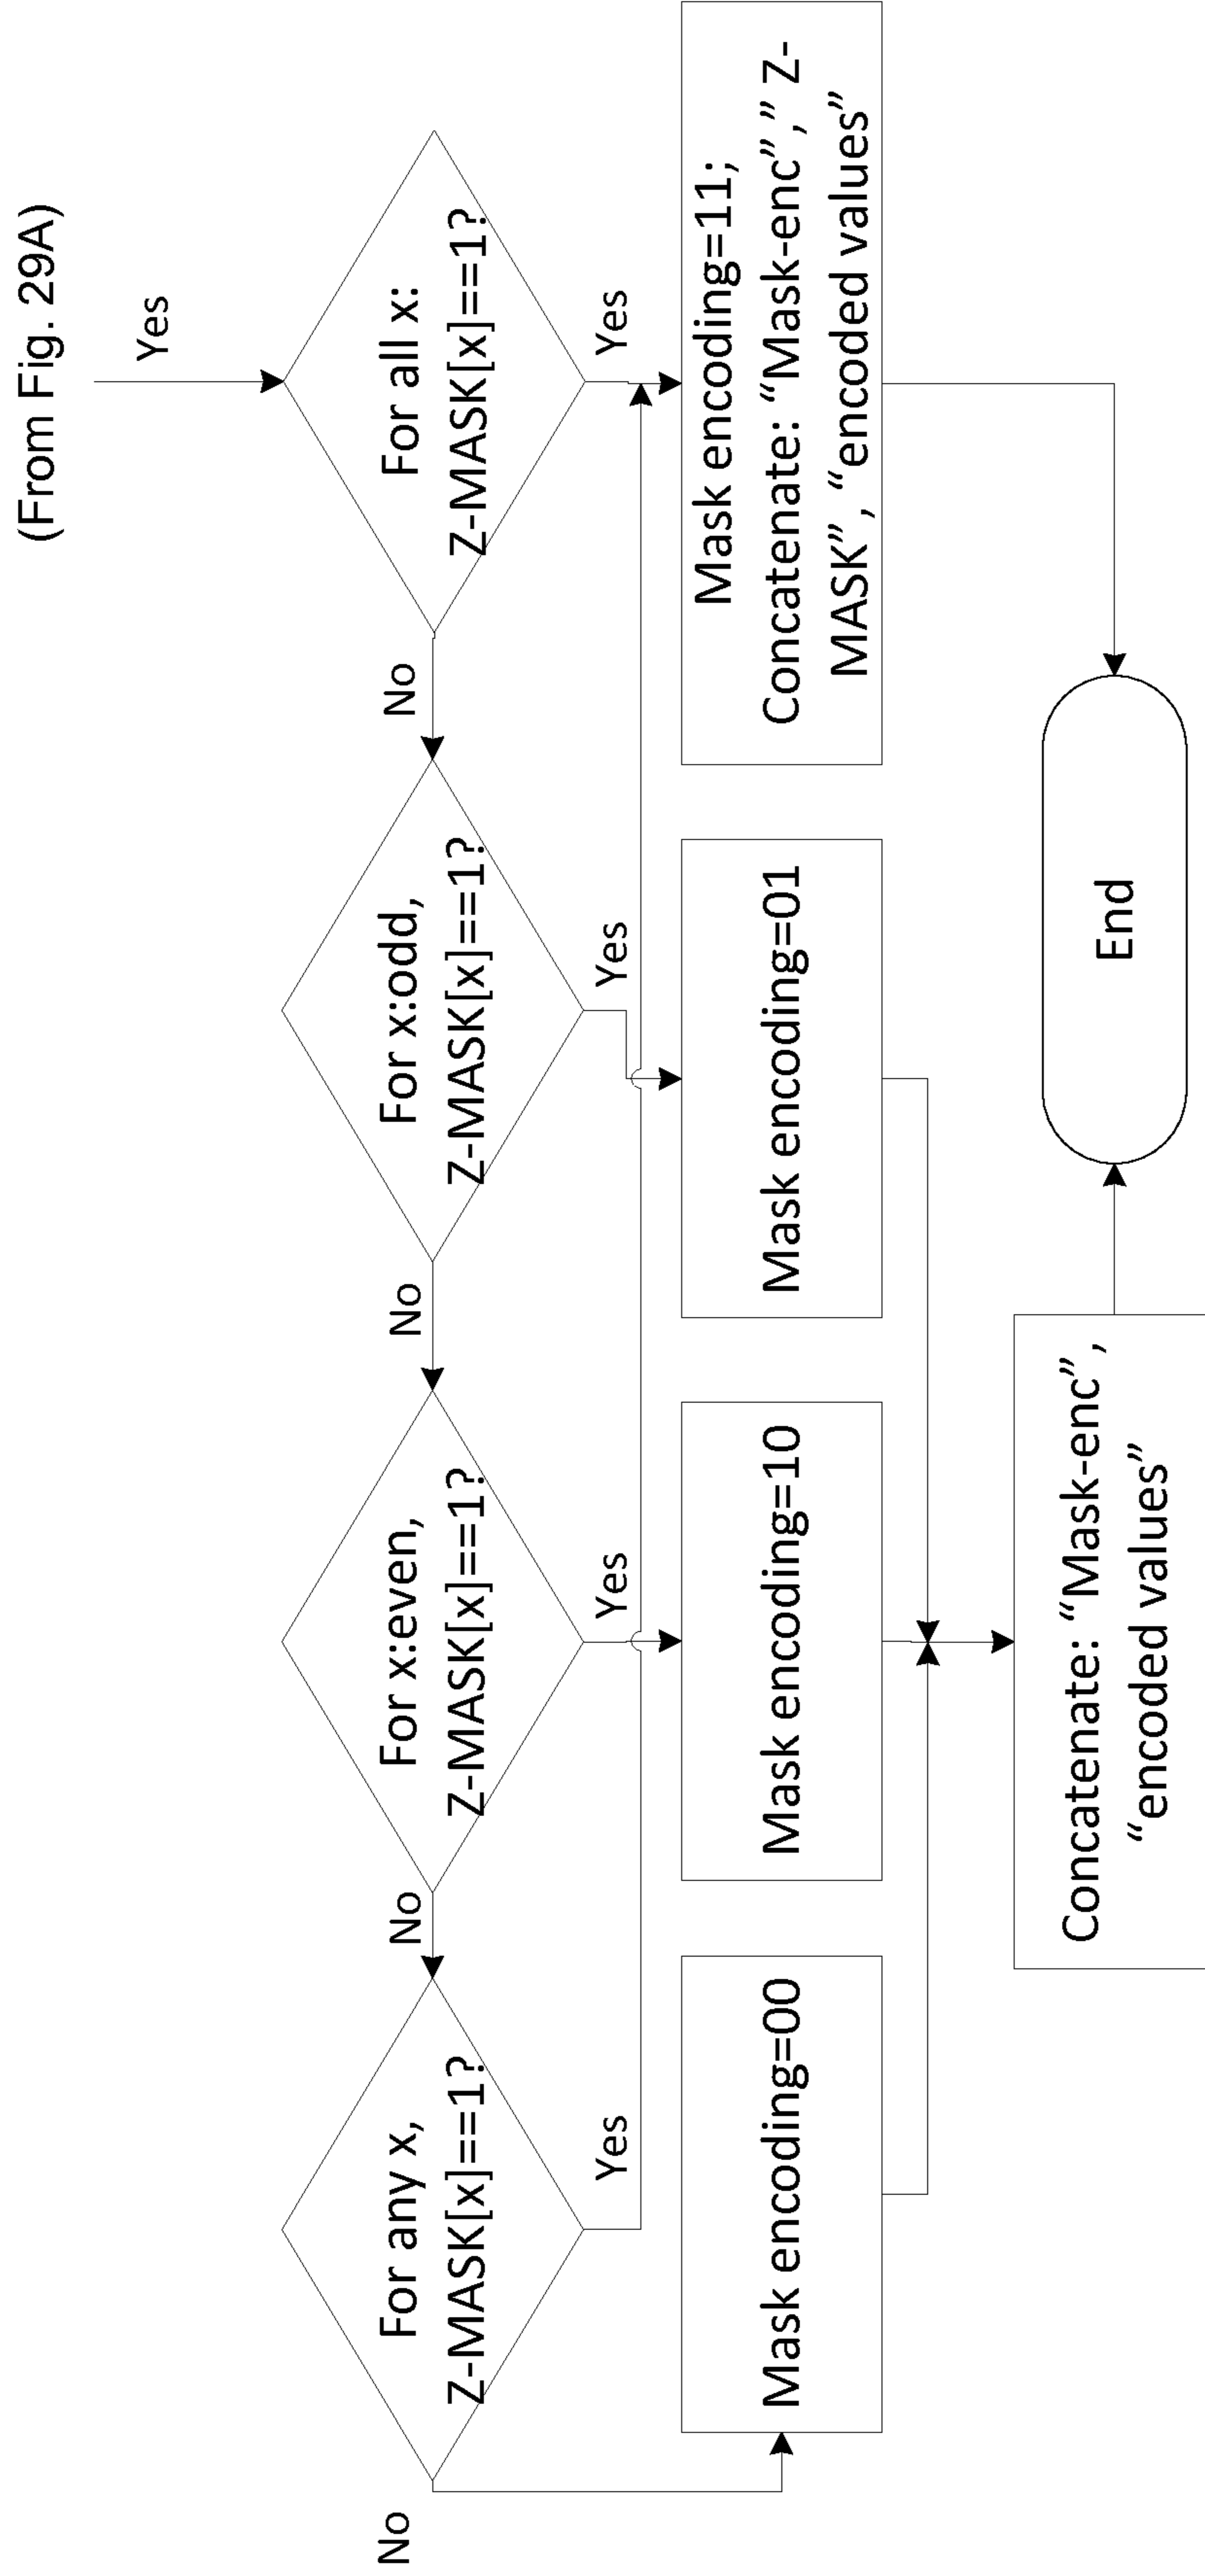 (From Fig. 29A)
Yes
No
For any x,
Z-MASK[x]==1?
No
For x:even,
Z-MASK[x]==1?
No
For x:odd,
Z-MASK[x]==1?
No
For all x:
Z-MASK[x]==1?
Yes
Yes
Yes
Yes
Mask encoding=00
Mask encoding=10
Mask encoding=01
Mask encoding=11;
Concatenate: “Mask-enc”,” Z-
MASK”, “encoded values”
Concatenate: “Mask-enc”,
“encoded values”
End